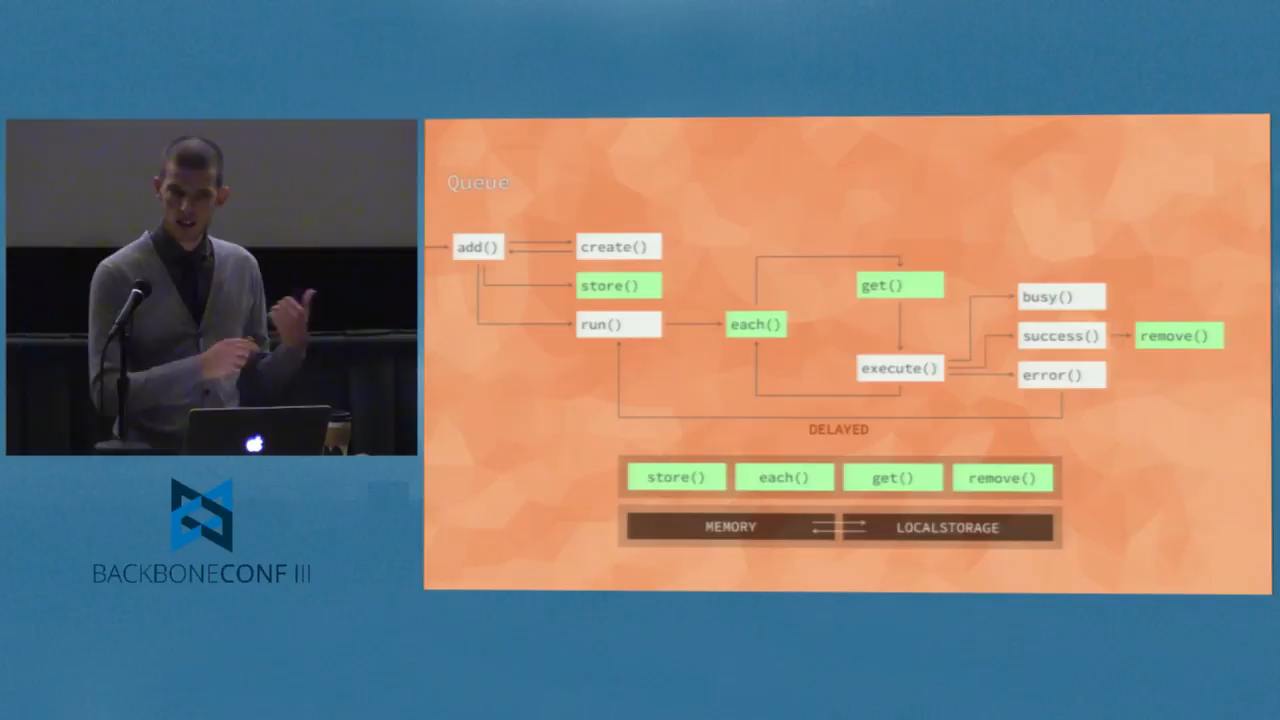 Queue
add()
create()
store()
run()
each()
get()
execute()
busy()
success()
error()
remove()
DELAYED
store() each() get() remove()
MEMORY LOCALSTORAGE
BACKBONECONF III